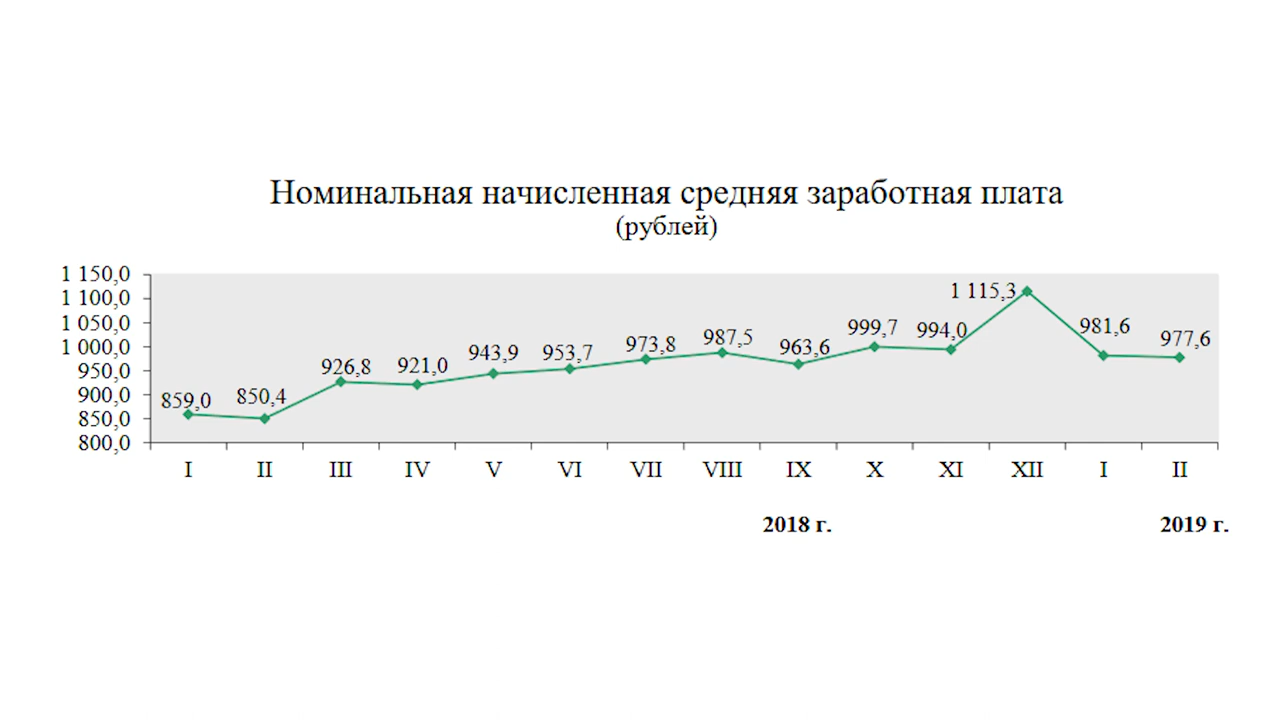 Номинальная начисленная средняя заработная плата
(рублей)
1 150,0
1 100,0
1 050,0
1 000,0
950,0
900,0
850,0
800,0
859,0 850,4 926,8 921,0 943,9 953,7 973,8 987,5 963,6 999,7 994,0 1 115,3 981,6 977,6
I II III IV V VI VII VIII IX X XI XII I II
2018 г. 2019 г.